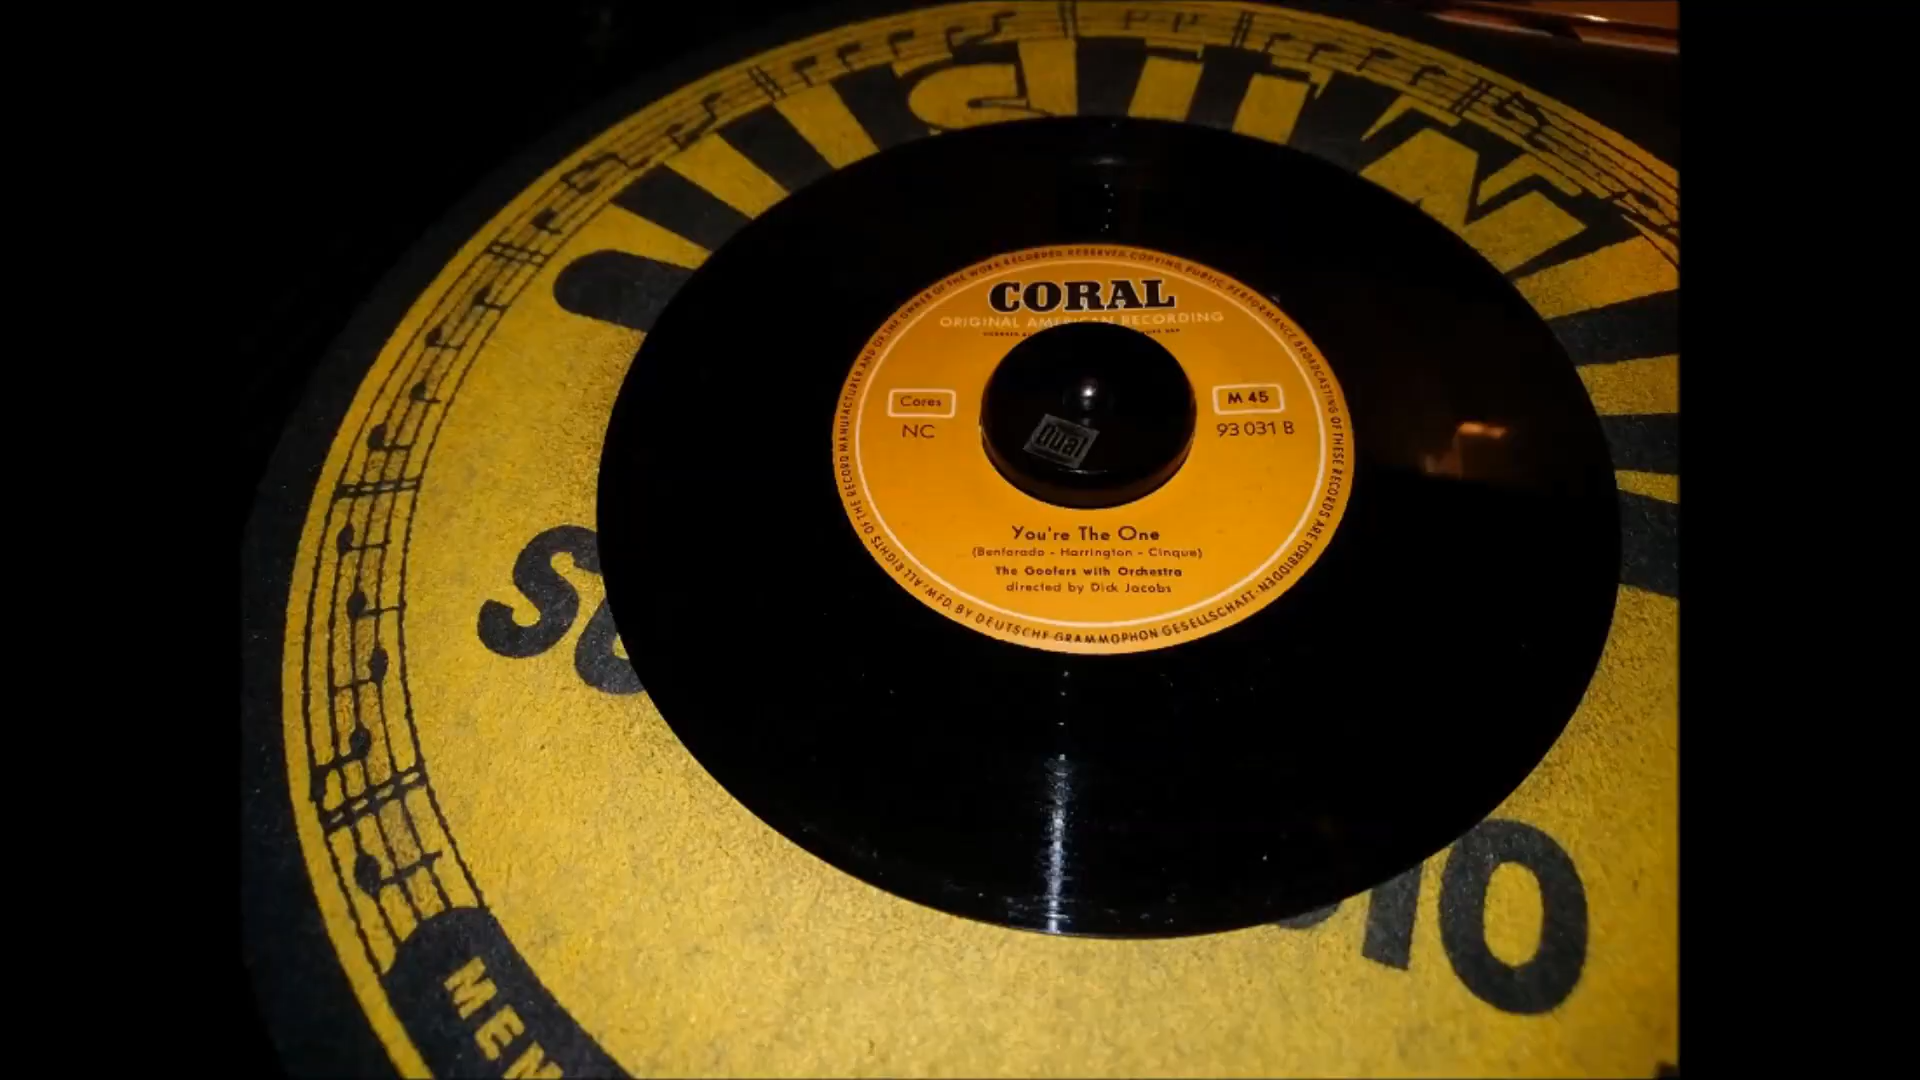 SUN
CORAL
ORIGINAL AMERICAN RECORDING
Cores
NC
M 45
93 031 B
Dual
You're The One
(Benforado - Harrington - Cinque)
The Goofers with Orchestra
directed by Dick Jacobs
ALL RIGHTS OF THE RECORD MANUFACTURER AND OF THE OWNER OF THE WORK RECORDED RESERVED. COPYING, PUBLIC PERFORMANCE, BROADCASTING OF THESE RECORDS ARE FORBIDDEN
MFD. BY DEUTSCHE GRAMMOPHON GESELLSCHAFT
MEM